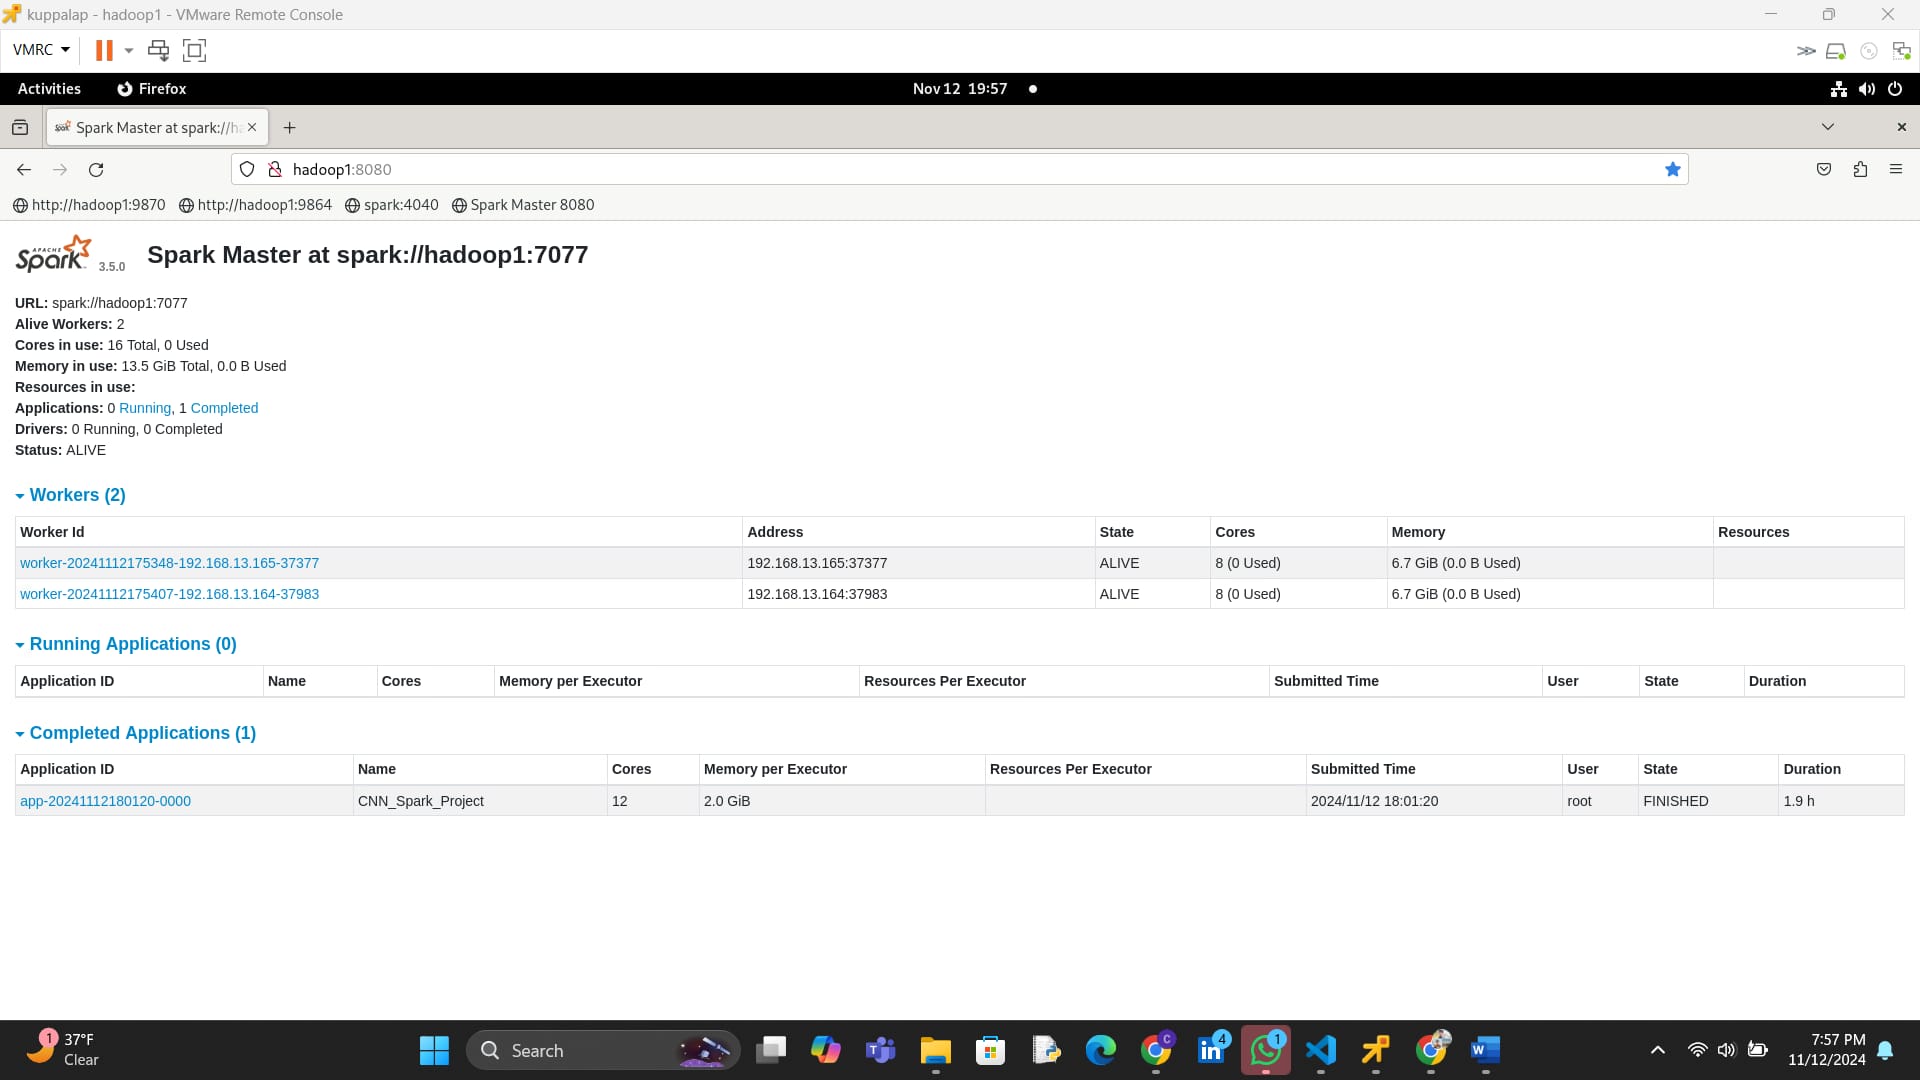 kuppalap - hadoop1 - VMware Remote Console
VMRC
Activities Firefox Nov 12 19:57
Spark Master at spark://ha
hadoop1:8080
http://hadoop1:9870 http://hadoop1:9864 spark:4040 Spark Master 8080
APACHE Spark 3.5.0 Spark Master at spark://hadoop1:7077
URL: spark://hadoop1:7077
Alive Workers: 2
Cores in use: 16 Total, 0 Used
Memory in use: 13.5 GiB Total, 0.0 B Used
Resources in use:
Applications: 0 Running, 1 Completed
Drivers: 0 Running, 0 Completed
Status: ALIVE
Workers (2)
Worker Id Address State Cores Memory Resources
worker-20241112175348-192.168.13.165-37377 192.168.13.165:37377 ALIVE 8 (0 Used) 6.7 GiB (0.0 B Used)
worker-20241112175407-192.168.13.164-37983 192.168.13.164:37983 ALIVE 8 (0 Used) 6.7 GiB (0.0 B Used)
Running Applications (0)
Application ID Name Cores Memory per Executor Resources Per Executor Submitted Time User State Duration
Completed Applications (1)
Application ID Name Cores Memory per Executor Resources Per Executor Submitted Time User State Duration
app-20241112180120-0000 CNN_Spark_Project 12 2.0 GiB 2024/11/12 18:01:20 root FINISHED 1.9 h
1 37°F
Clear
Search
C 4 1
7:57 PM
11/12/2024